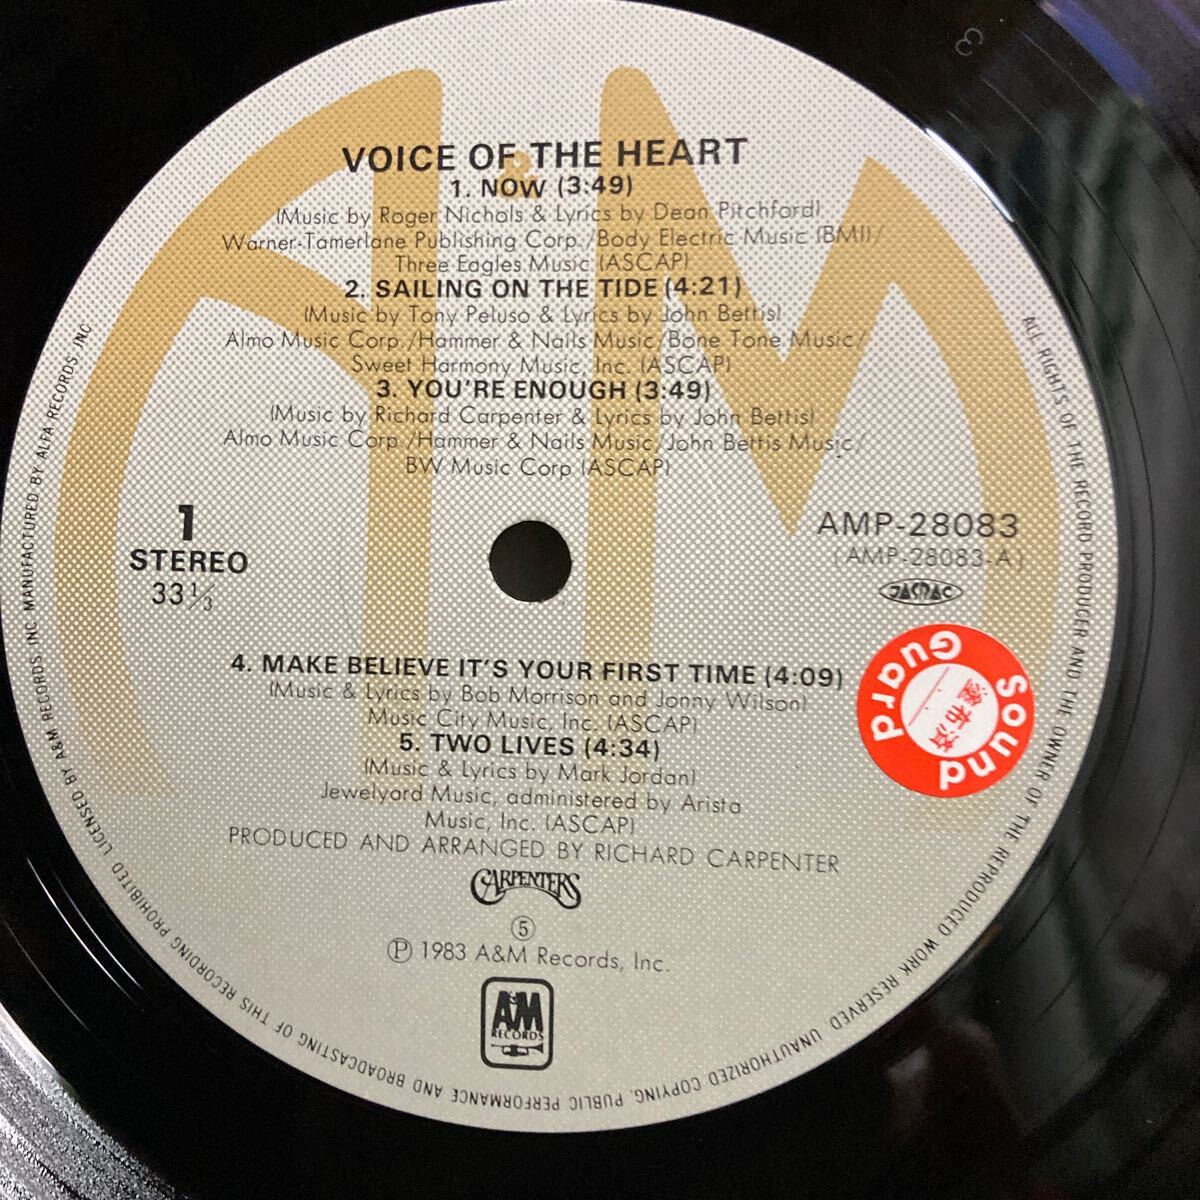 VOICE OF THE HEART
1. NOW (3:49)
(Music by Roger Nichols & Lyrics by Dean Pitchford)
Warner-Tamerlane Publishing Corp./Body Electric Music (BMI)/
Three Eagles Music (ASCAP)
2. SAILING ON THE TIDE (4:21)
(Music by Tony Peluso & Lyrics by John Bettis)
Almo Music Corp./Hammer & Nails Music/Bone Tone Music/
Sweet Harmony Music, Inc. (ASCAP)
3. YOU'RE ENOUGH (3:49)
(Music by Richard Carpenter & Lyrics by John Bettis)
Almo Music Corp./Hammer & Nails Music/John Bettis Music/
BW Music Corp (ASCAP)
1
STEREO
33 1/3
AMP-28083
(AMP-28083-A)
JASRAC
Sound Guard
塗布済
4. MAKE BELIEVE IT'S YOUR FIRST TIME (4:09)
(Music & Lyrics by Bob Morrison and Jonny Wilson)
Music City Music, Inc. (ASCAP)
5. TWO LIVES (4:34)
(Music & Lyrics by Mark Jordan)
Jewelyard Music, administered by Arista
Music, Inc. (ASCAP)
PRODUCED AND ARRANGED BY RICHARD CARPENTER
CARPENTERS
⑤
Ⓟ 1983 A&M Records, Inc.
A&M
RECORDS
ALL RIGHTS OF THE RECORD PRODUCER AND THE OWNER OF THE REPRODUCED WORK RESERVED UNAUTHORIZED COPYING, PUBLIC PERFORMANCE AND BROADCASTING OF THIS RECORDING PROHIBITED LICENSED BY A&M RECORDS, INC MANUFACTURED BY ALFA RECORDS, INC
3